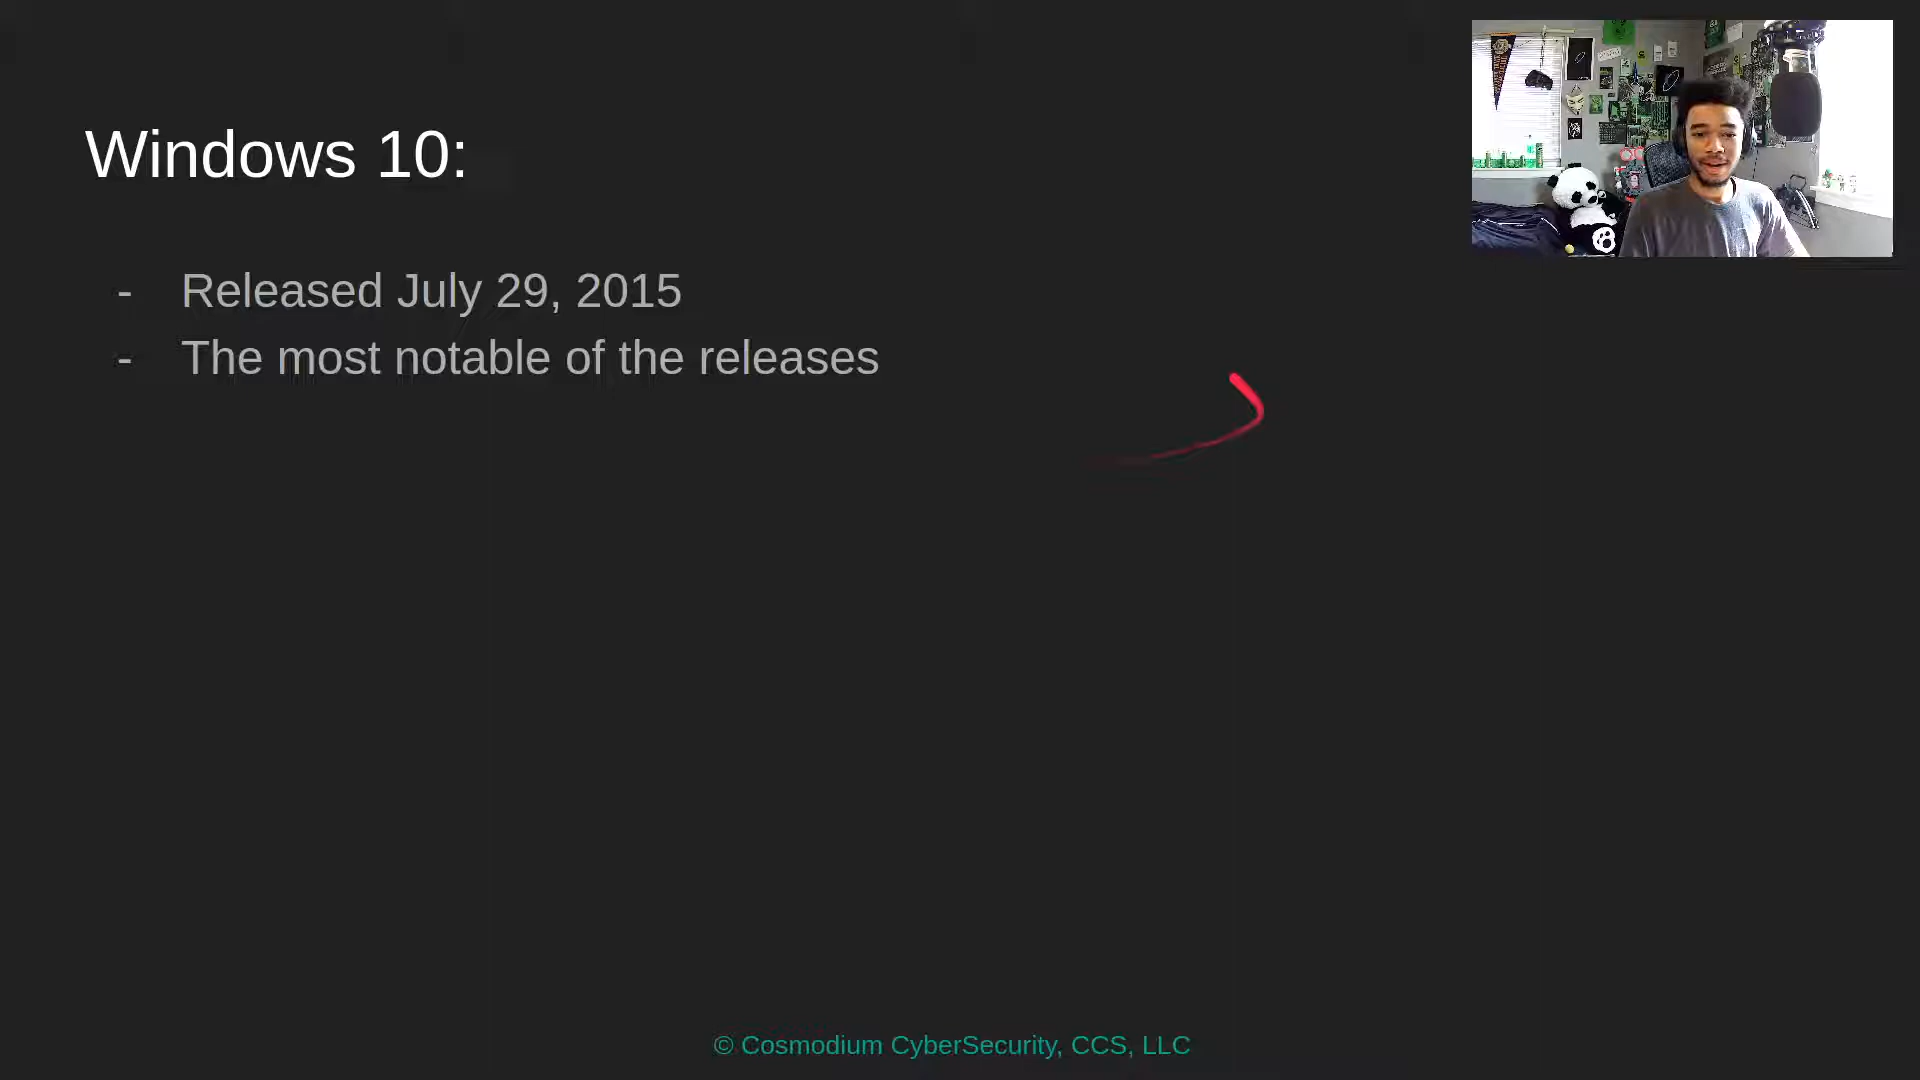 Windows 10:
- Released July 29, 2015
- The most notable of the releases
© Cosmodium CyberSecurity, CCS, LLC